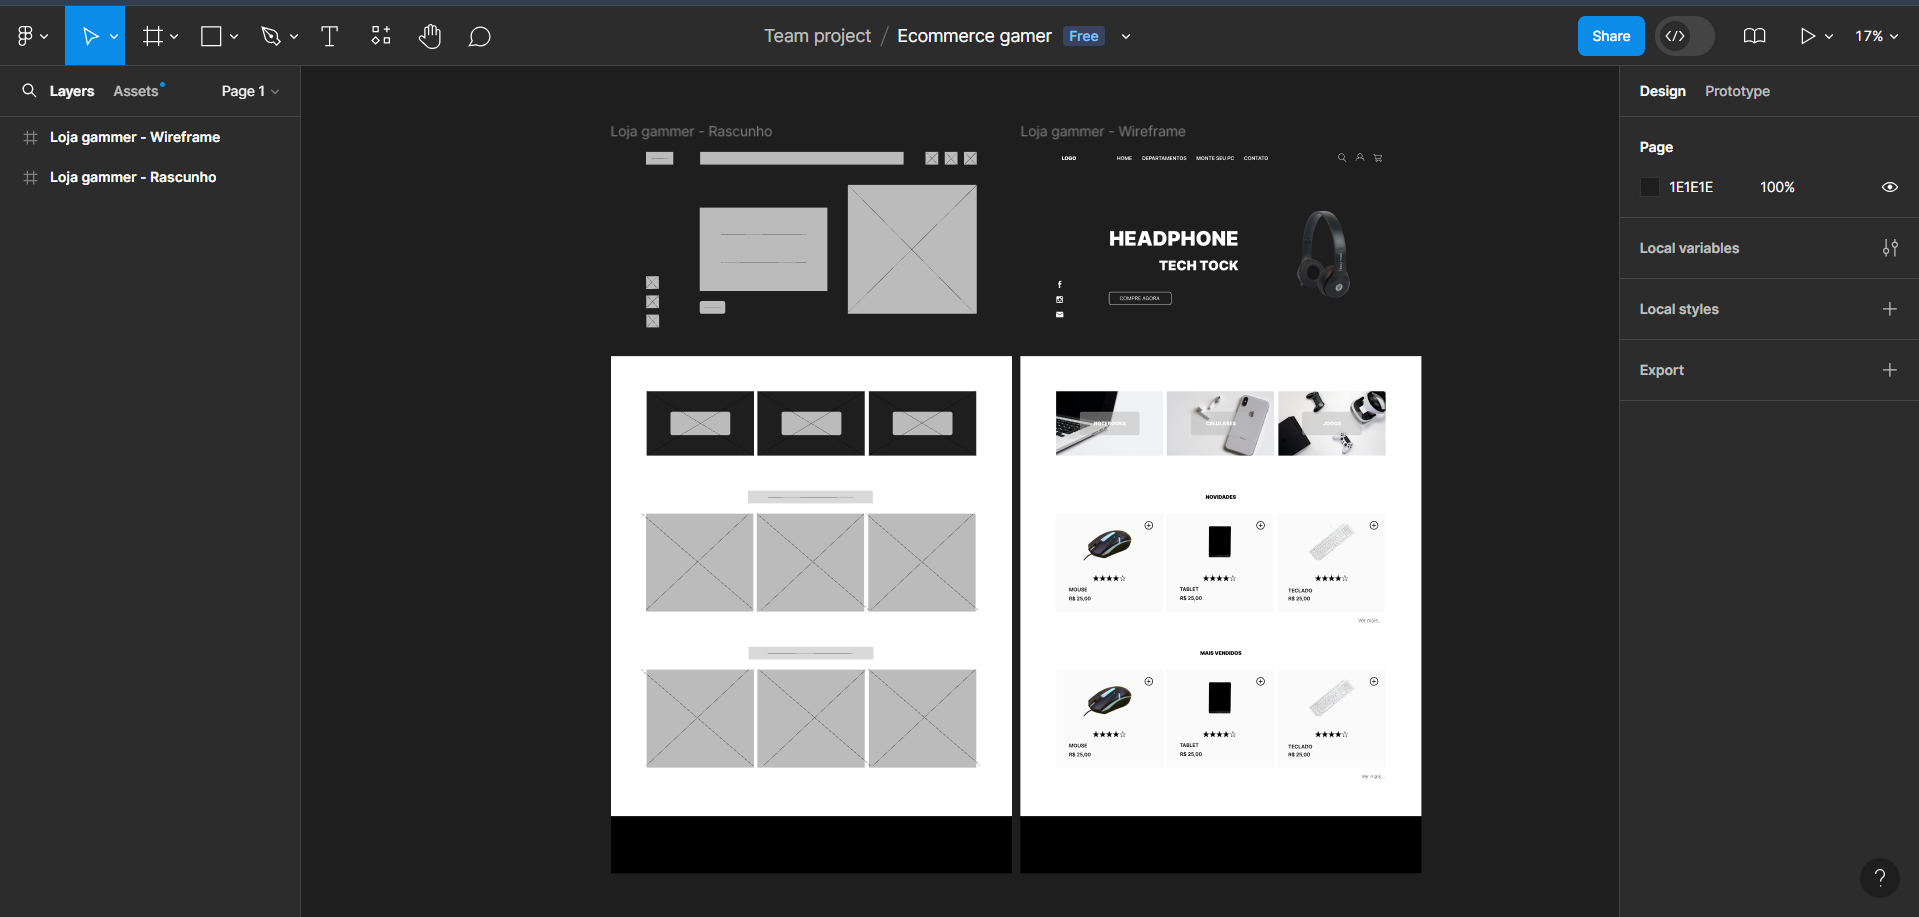 Team project / Ecommerce gamer Free
Share
17%
Layers Assets Page 1
Loja gammer - Wireframe
Loja gammer - Rascunho
Loja gammer - Rascunho
Loja gammer - Wireframe
LOGO HOME DEPARTAMENTOS MONTE SEU PC CONTATO
HEADPHONE
TECH TOCK
COMPRE AGORA
NOTEBOOKS CELULARES JOGOS
NOVIDADES
MOUSE
R$ 25,00
TABLET
R$ 25,00
TECLADO
R$ 25,00
Ver mais...
MAIS VENDIDOS
MOUSE
R$ 25,00
TABLET
R$ 25,00
TECLADO
R$ 25,00
Ver mais...
Design Prototype
Page
1E1E1E 100%
Local variables
Local styles
Export
?